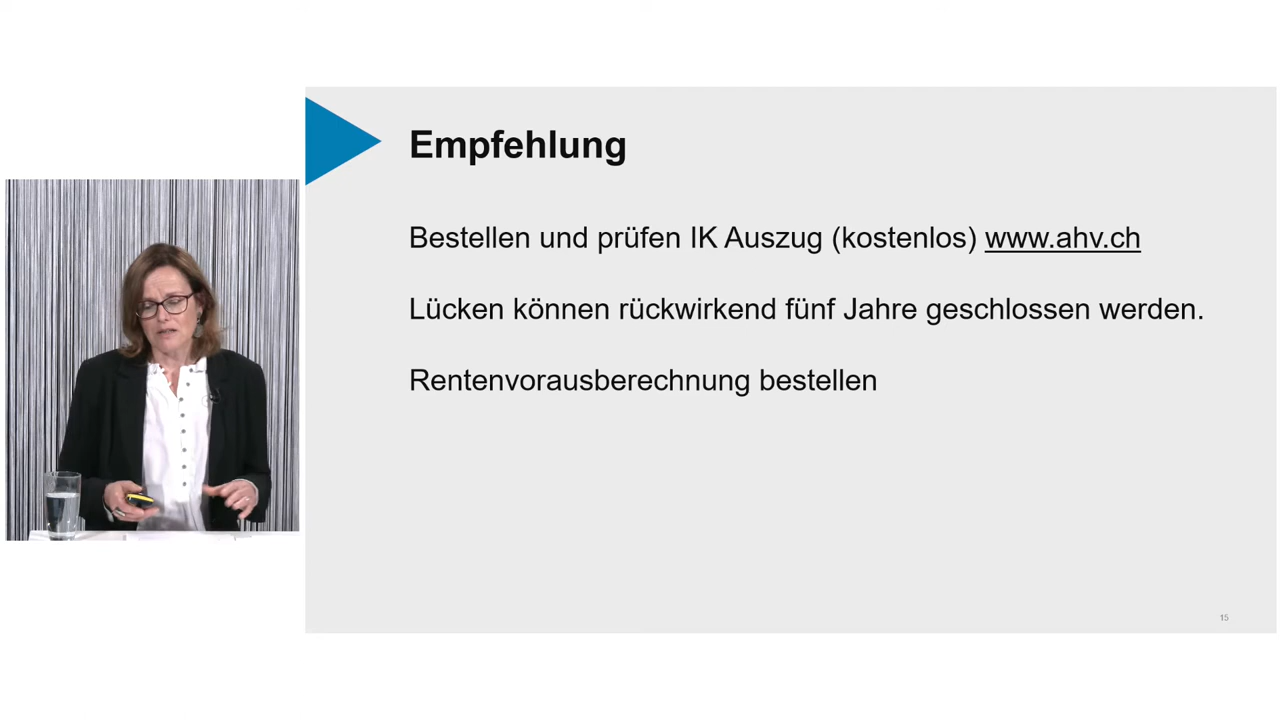 Empfehlung
Bestellen und prüfen IK Auszug (kostenlos) www.ahv.ch
Lücken können rückwirkend fünf Jahre geschlossen werden.
Rentenvorausberechnung bestellen
15